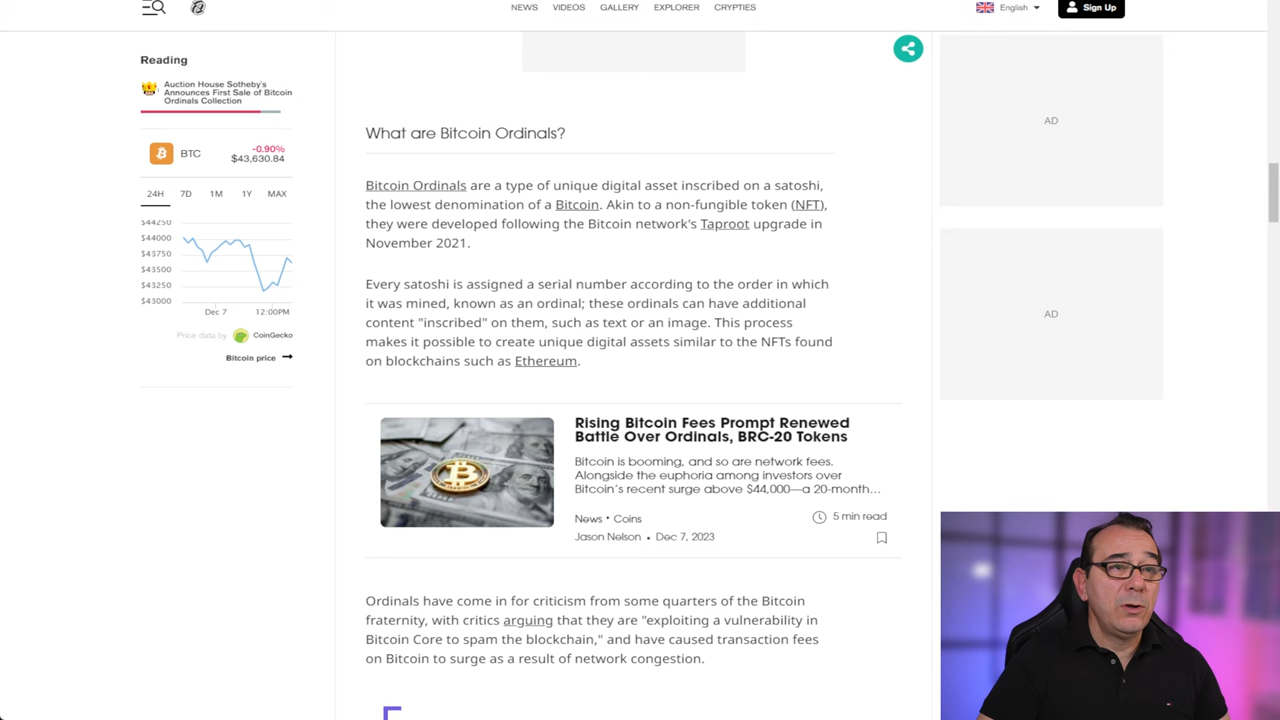 NEWS
VIDEOS
GALLERY
EXPLORER
CRYPTIES
English
Sign Up
Reading
Auction House Sotheby's
Announces First Sale of Bitcoin
Ordinals Collection
BTC
-0.90%
$43,630.84
24H
7D
1M
1Y
MAX
$44250
$44000
$43750
$43500
$43250
$43000
Dec 7
12:00PM
Price data by
CoinGecko
Bitcoin price
What are Bitcoin Ordinals?
Bitcoin Ordinals are a type of unique digital asset inscribed on a satoshi,
the lowest denomination of a Bitcoin. Akin to a non-fungible token (NFT),
they were developed following the Bitcoin network's Taproot upgrade in
November 2021.
Every satoshi is assigned a serial number according to the order in which
it was mined, known as an ordinal; these ordinals can have additional
content "inscribed" on them, such as text or an image. This process
makes it possible to create unique digital assets similar to the NFTs found
on blockchains such as Ethereum.
Rising Bitcoin Fees Prompt Renewed
Battle Over Ordinals, BRC-20 Tokens
Bitcoin is booming, and so are network fees.
Alongside the euphoria among investors over
Bitcoin's recent surge above $44,000—a 20-month...
News • Coins
5 min read
Jason Nelson • Dec 7, 2023
Ordinals have come in for criticism from some quarters of the Bitcoin
fraternity, with critics arguing that they are "exploiting a vulnerability in
Bitcoin Core to spam the blockchain," and have caused transaction fees
on Bitcoin to surge as a result of network congestion.
AD
AD